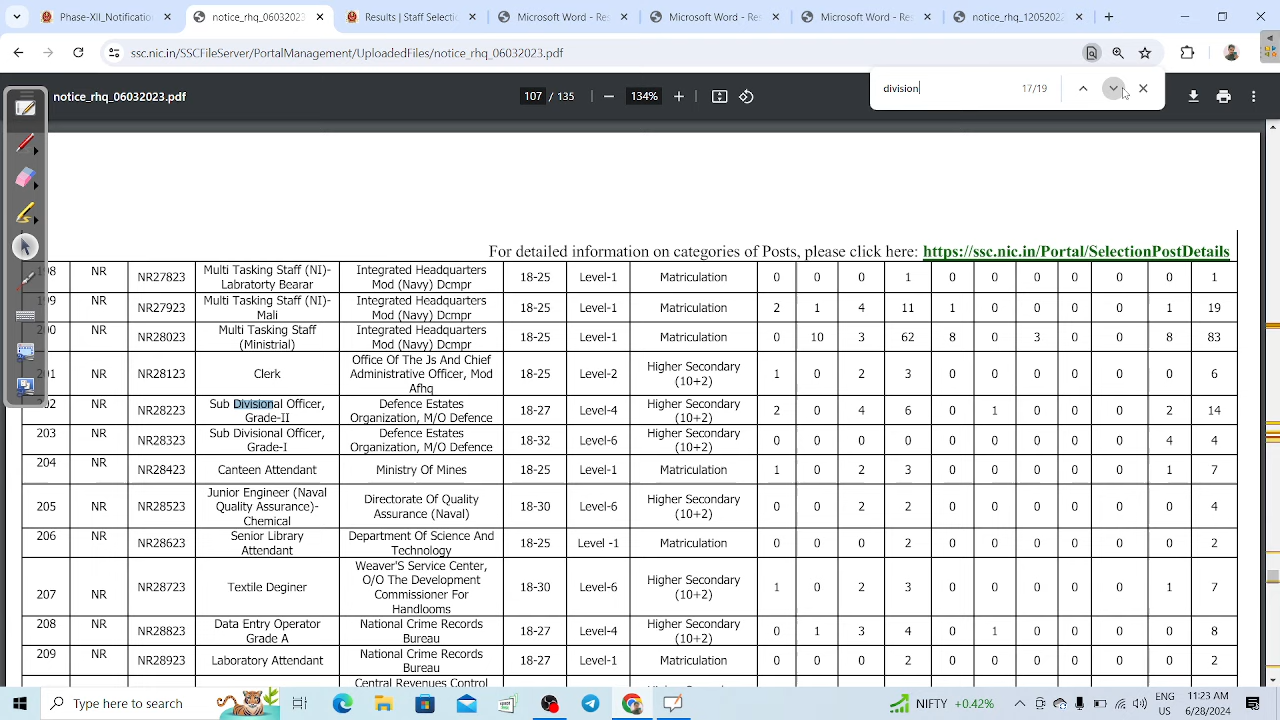 Phase-XII_Notification
notice_rhq_06032023
Results | Staff Selection
Microsoft Word - Re
Microsoft Word - Re
Microsoft Word - Re
notice_rhq_12052022
ssc.nic.in/SSCFileServer/PortalManagement/UploadedFiles/notice_rhq_06032023.pdf
division 17/19
notice_rhq_06032023.pdf 107 / 135 134%
For detailed information on categories of Posts, please click here: https://ssc.nic.in/Portal/SelectionPostDetails
198 NR NR27823 Multi Tasking Staff (NI)- Integrated Headquarters 18-25 Level-1 Matriculation 0 0 0 1 0 0 0 0 0 1
Labratorty Bearar Mod (Navy) Dcmpr
199 NR NR27923 Multi Tasking Staff (NI)- Integrated Headquarters 18-25 Level-1 Matriculation 2 1 4 11 1 0 0 0 1 19
Mali Mod (Navy) Dcmpr
200 NR NR28023 Multi Tasking Staff Integrated Headquarters 18-25 Level-1 Matriculation 0 10 3 62 8 0 3 0 8 83
(Ministrial) Mod (Navy) Dcmpr
201 NR NR28123 Clerk Office Of The Js And Chief 18-25 Level-2 Higher Secondary 1 0 2 3 0 0 0 0 0 6
Administrative Officer, Mod (10+2)
Afhq
202 NR NR28223 Sub Divisional Officer, Defence Estates 18-27 Level-4 Higher Secondary 2 0 4 6 0 1 0 0 2 14
Grade-II Organization, M/O Defence (10+2)
203 NR NR28323 Sub Divisional Officer, Defence Estates 18-32 Level-6 Higher Secondary 0 0 0 0 0 0 0 0 4 4
Grade-I Organization, M/O Defence (10+2)
204 NR NR28423 Canteen Attendant Ministry Of Mines 18-25 Level-1 Matriculation 1 0 2 3 0 0 0 0 1 7
205 NR NR28523 Junior Engineer (Naval Directorate Of Quality 18-30 Level-6 Higher Secondary 0 0 2 2 0 0 0 0 0 4
Quality Assurance)- Assurance (Naval) (10+2)
Chemical
206 NR NR28623 Senior Library Department Of Science And 18-25 Level -1 Matriculation 0 0 0 2 0 0 0 0 0 2
Attendant Technology
207 NR NR28723 Textile Deginer Weaver'S Service Center, 18-30 Level-6 Higher Secondary 1 0 2 3 0 0 0 0 1 7
O/O The Development (10+2)
Commissioner For
Handlooms
208 NR NR28823 Data Entry Operator National Crime Records 18-27 Level-4 Higher Secondary 0 1 3 4 0 1 0 0 0 8
Grade A Bureau (10+2)
209 NR NR28923 Laboratory Attendant National Crime Records 18-27 Level-1 Matriculation 0 0 0 2 0 0 0 0 0 2
Bureau
Central Revenues Control
Type here to search
NIFTY +0.42%
ENG
US
11:23 AM
6/28/2024